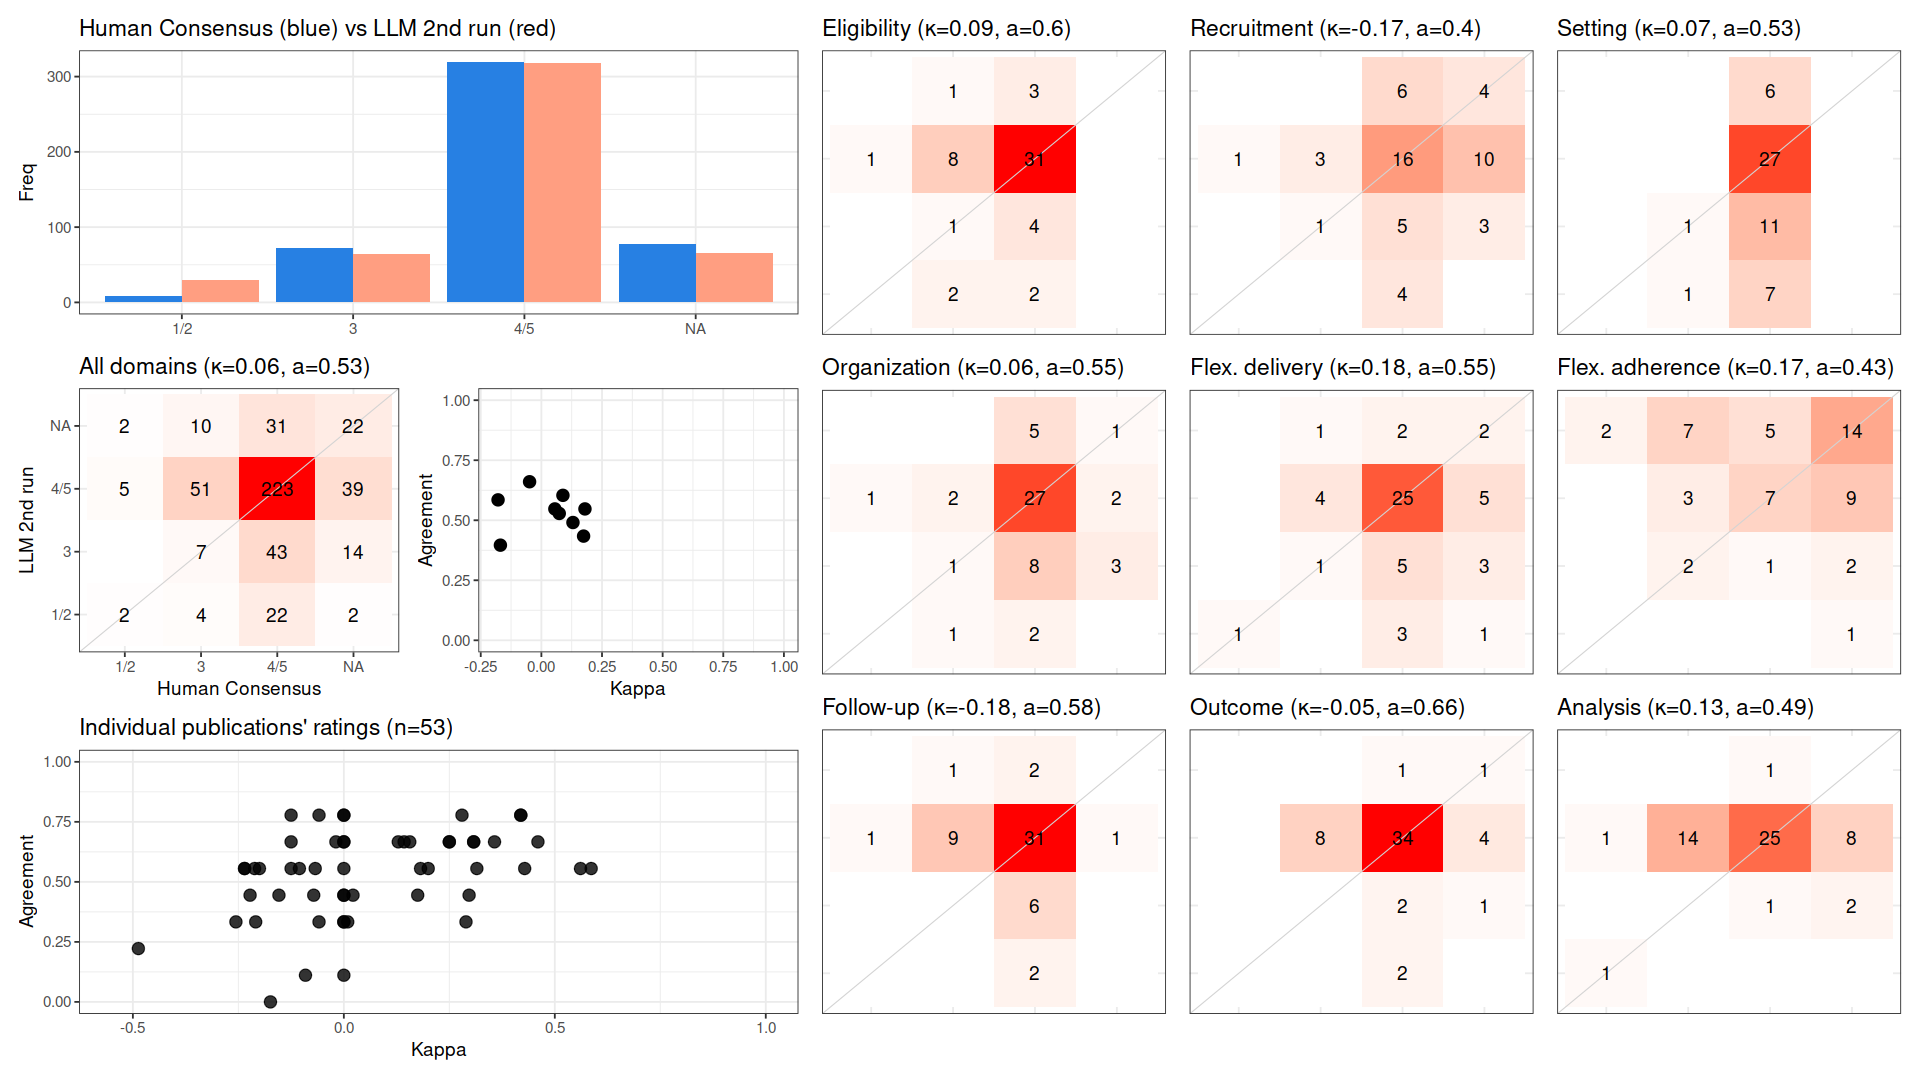 Human Consensus (blue) vs LLM 2nd run (red)
Freq
300
200
100
0
1/2 3 4/5 NA
All domains (κ=0.06, a=0.53)
LLM 2nd run
NA 2 10 31 22
4/5 5 51 223 39
3 7 43 14
1/2 2 4 22 2
1/2 3 4/5 NA
Human Consensus
Agreement
1.00
0.75
0.50
0.25
0.00
-0.25 0.00 0.25 0.50 0.75 1.00
Kappa
Individual publications' ratings (n=53)
Agreement
1.00
0.75
0.50
0.25
0.00
-0.5 0.0 0.5 1.0
Kappa
Eligibility (κ=0.09, a=0.6)
1 3
1 8 31
1 4
2 2
Recruitment (κ=-0.17, a=0.4)
6 4
1 3 16 10
1 5 3
4
Setting (κ=0.07, a=0.53)
6
27
1 11
1 7
Organization (κ=0.06, a=0.55)
5 1
1 2 27 2
1 8 3
1 2
Flex. delivery (κ=0.18, a=0.55)
1 2 2
4 25 5
1 5 3
1 3 1
Flex. adherence (κ=0.17, a=0.43)
2 7 5 14
3 7 9
2 1 2
1
Follow-up (κ=-0.18, a=0.58)
1 2
1 9 31 1
6
2
Outcome (κ=-0.05, a=0.66)
1 1
8 34 4
2 1
2
Analysis (κ=0.13, a=0.49)
1
1 14 25 8
1 2
1